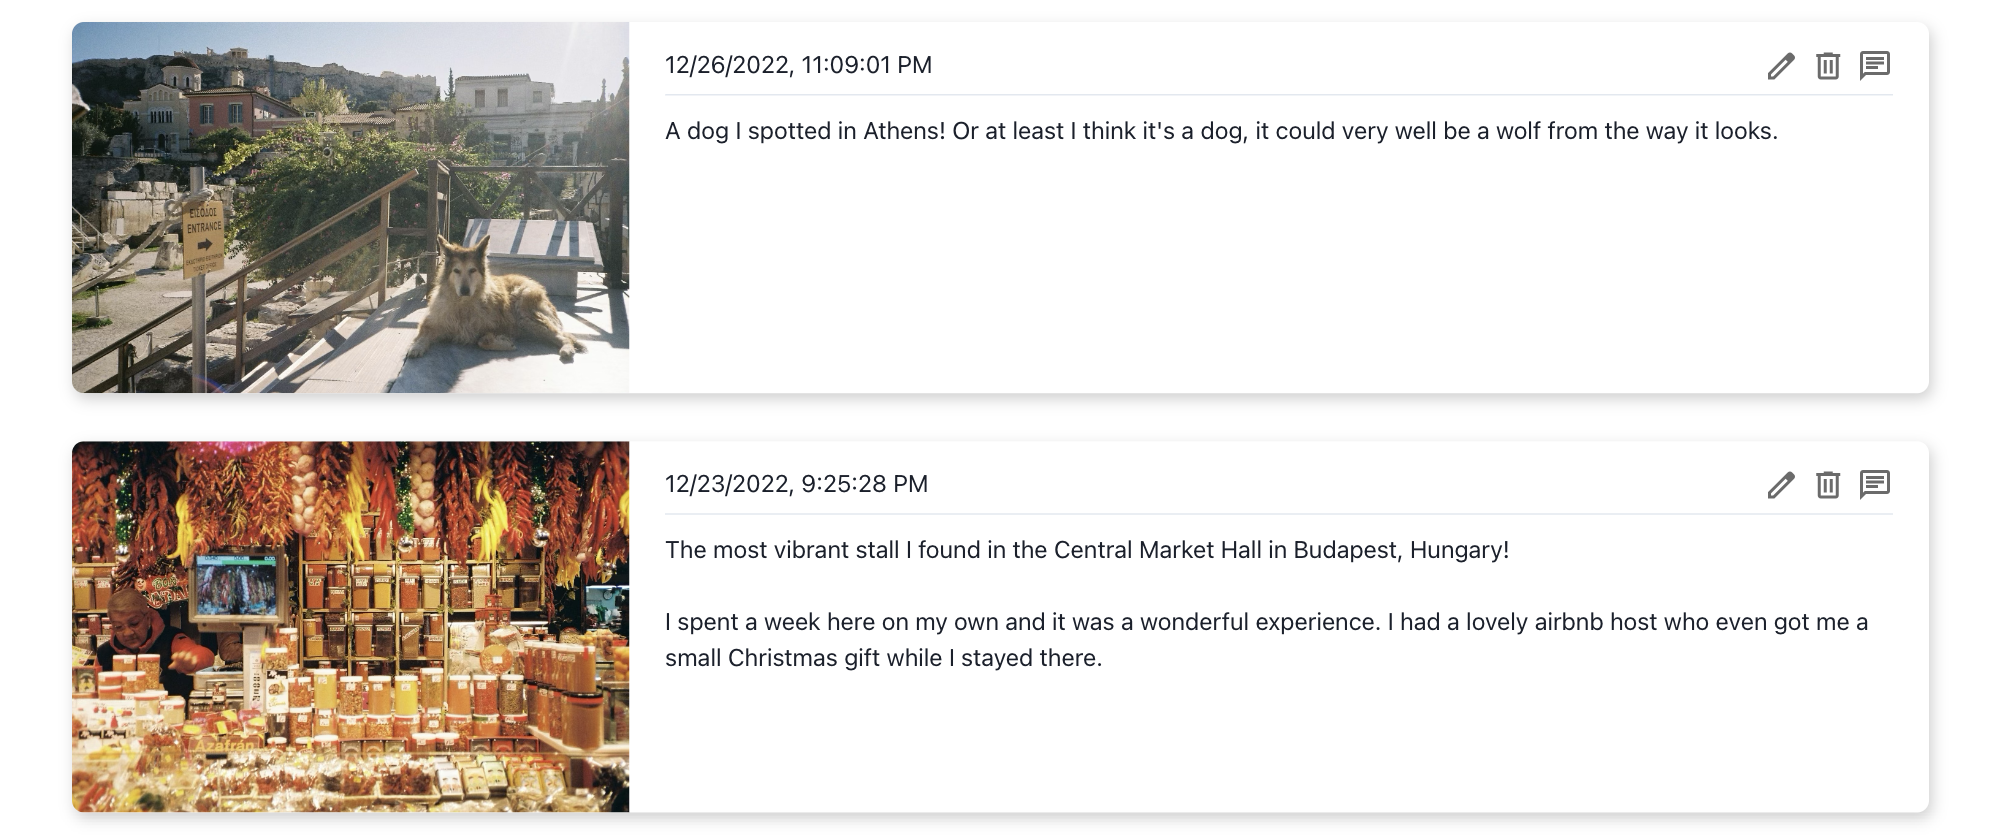 12/26/2022, 11:09:01 PM
A dog I spotted in Athens! Or at least I think it's a dog, it could very well be a wolf from the way it looks.
ΕΙΣΟΔΟΣ
ENTRANCE
12/23/2022, 9:25:28 PM
The most vibrant stall I found in the Central Market Hall in Budapest, Hungary!
I spent a week here on my own and it was a wonderful experience. I had a lovely airbnb host who even got me a
small Christmas gift while I stayed there.
Azafrán